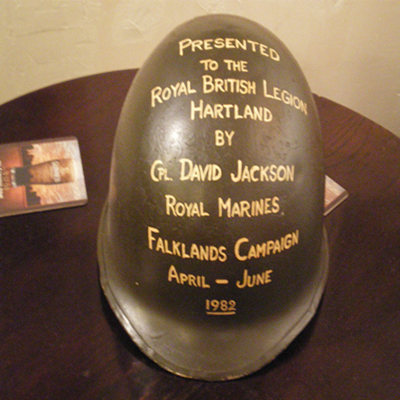 PRESENTED
TO THE
ROYAL BRITISH LEGION
HARTLAND
BY
CPL DAVID JACKSON
ROYAL MARINES
FALKLANDS CAMPAIGN
APRIL – JUNE
1982